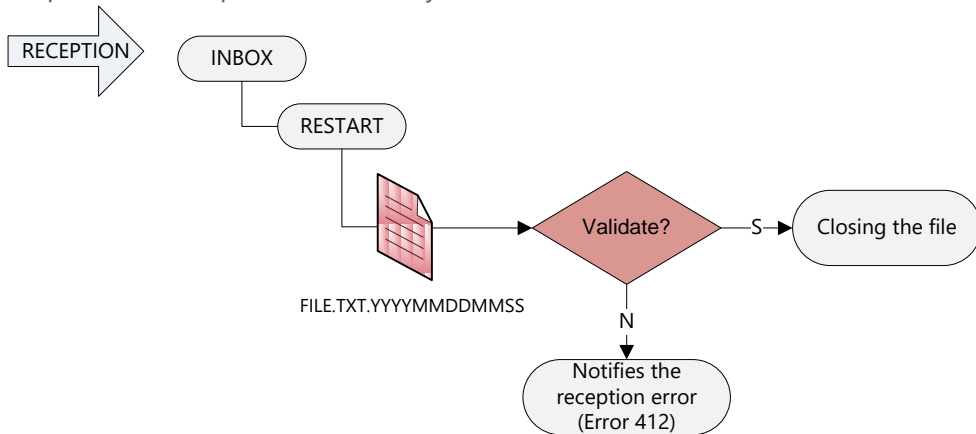 RECEPTION
INBOX
RESTART
Validate?
S
Closing the file
FILE.TXT.YYYYMMDDMMSS
N
Notifies the
reception error
(Error 412)